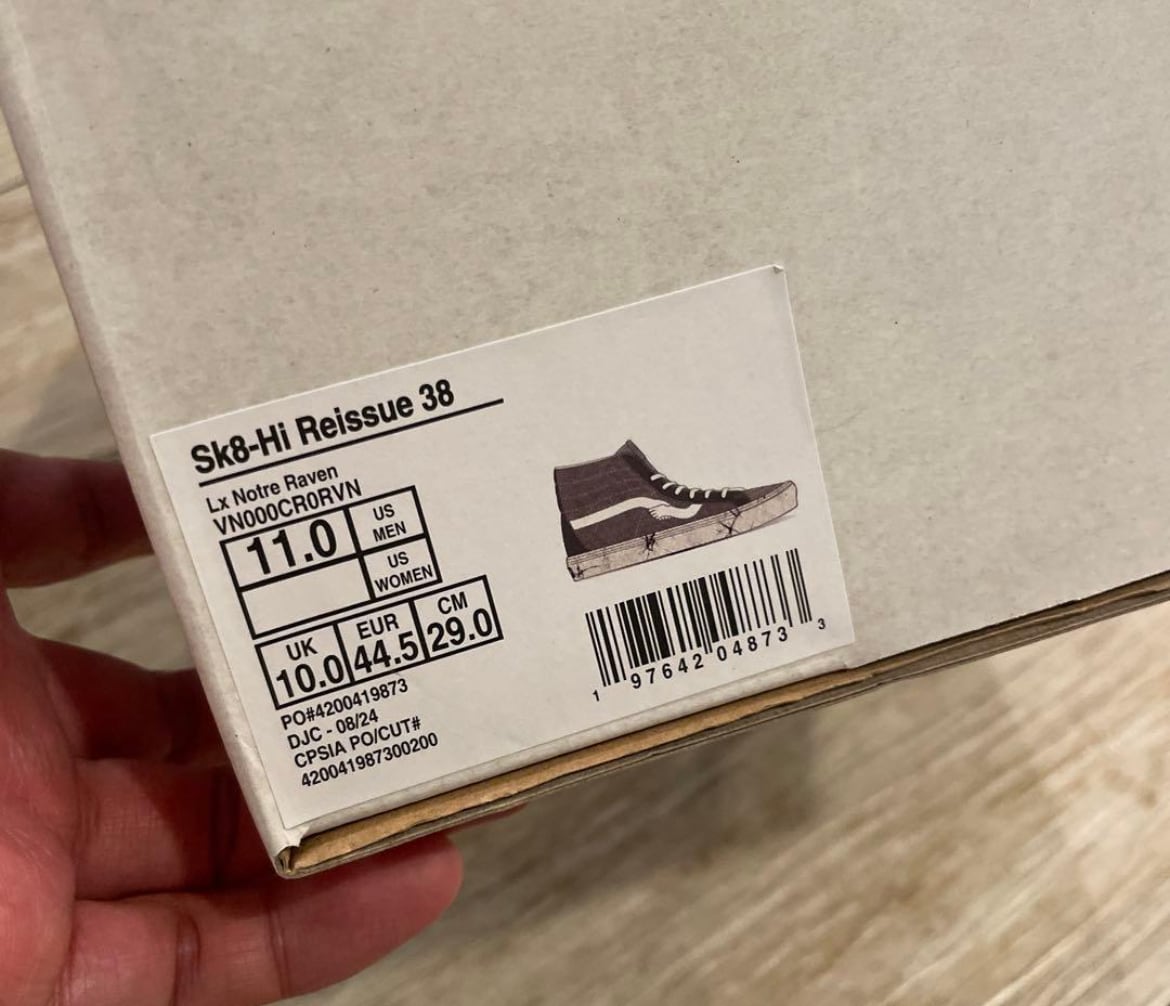 Sk8-Hi Reissue 38
Lx Notre Raven
VN000CR0RVN
11.0 US MEN
US WOMEN
UK EUR CM
10.0 44.5 29.0
PO#4200419873
DJC - 08/24
CPSIA PO/CUT#
420041987300200
1 97642 04873 3